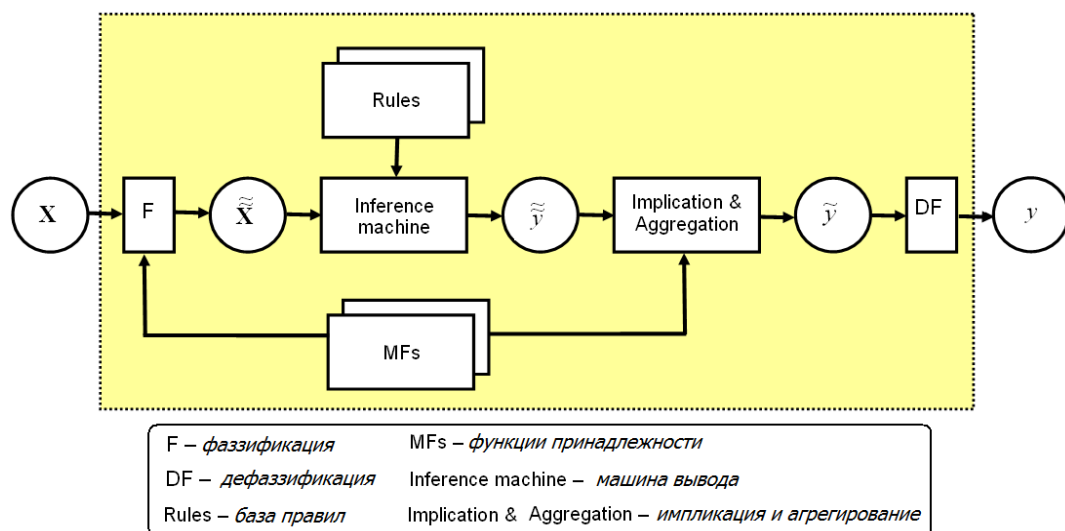 Rules
X
F
X̃̃
Inference
machine
ỹ̃
Implication &
Aggregation
ỹ
DF
y
MFs
F – фаззификация
MFs – функции принадлежности
DF – дефаззификация
Inference machine – машина вывода
Rules – база правил
Implication & Aggregation – импликация и агрегирование